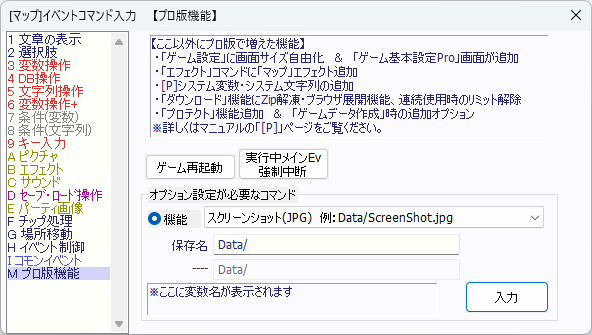 [マップ]イベントコマンド入力　【プロ版機能】
1 文章の表示
2 選択肢
3 変数操作
4 DB操作
5 文字列操作
6 変数操作+
7 条件(変数)
8 条件(文字列)
9 キー入力
A ピクチャ
B エフェクト
C サウンド
D セーブ・ロード操作
E パーティ画像
F チップ処理
G 場所移動
H イベント制御
I コモンイベント
M プロ版機能
【ここ以外にプロ版で増えた機能】
・「ゲーム設定」に画面サイズ自由化　&　「ゲーム基本設定Pro」画面が追加
・「エフェクト」コマンドに「マップ」エフェクト追加
・[P]システム変数・システム文字列の追加
・「ダウンロード」機能にZip解凍・ブラウザ展開機能、連続使用時のリミット解除
・「プロテクト」機能追加　&　「ゲームデータ作成」時の追加オプション
※詳しくはマニュアルの「[P]」ページをご覧ください。
ゲーム再起動
実行中メインEv
強制中断
オプション設定が必要なコマンド
機能
スクリーンショット(JPG)　例: Data/ScreenShot.jpg
保存名
Data/
----
Data/
※ここに変数名が表示されます
入力